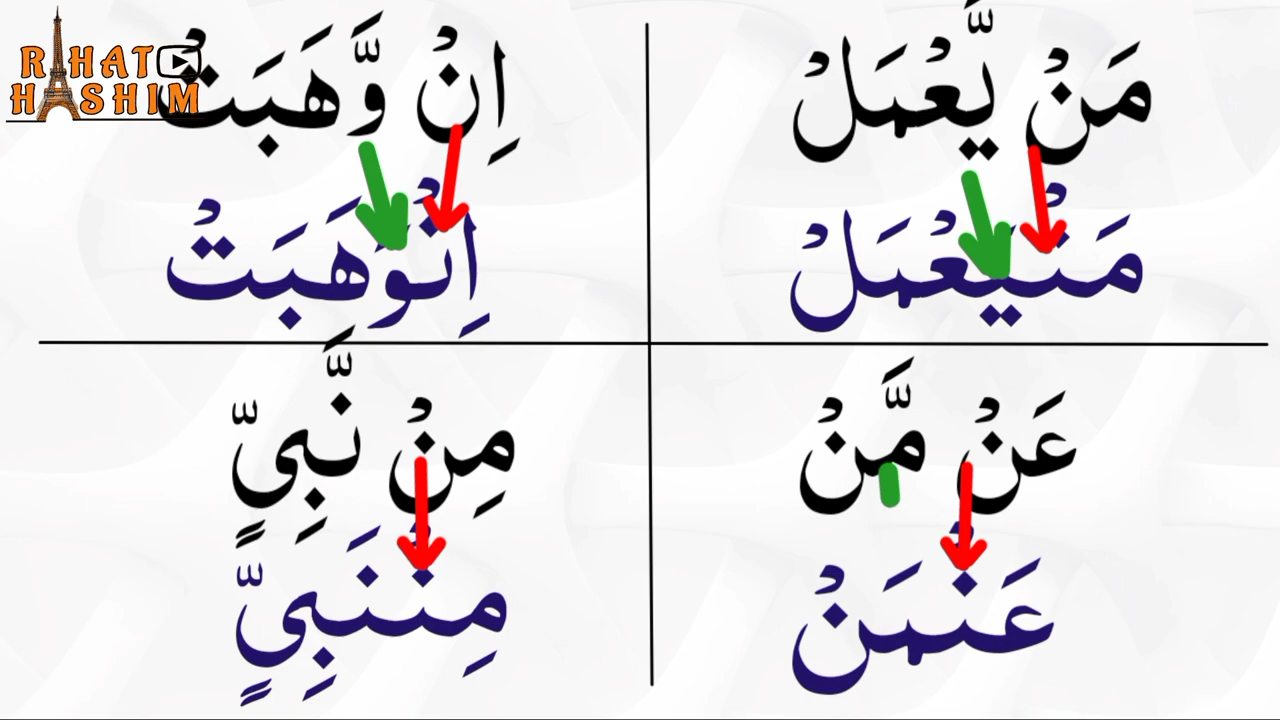 RAHAT
HASHIM
مَنْ يَّعْمَلْ
مَنْيَعْمَلْ
اِنْ وَّهَبَتْ
اِنْوَهَبَتْ
عَنْ مَّنْ
عَنْمَنْ
مِنْ نَّبِىٍّ
مِنْنَبِىٍّ